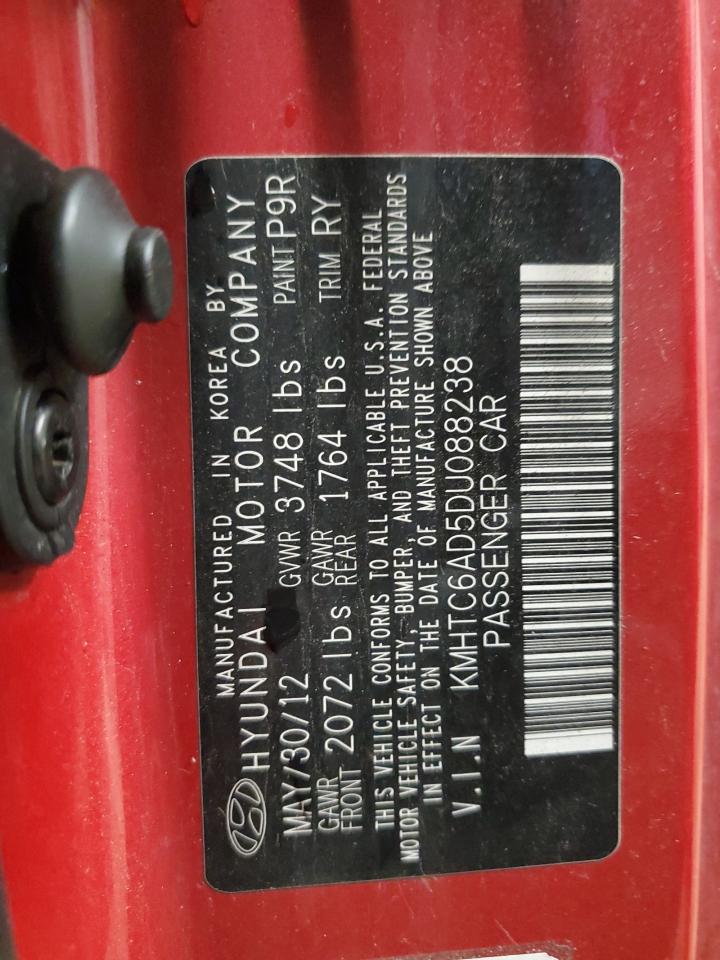 MANUFACTURED IN KOREA BY
HYUNDAI MOTOR COMPANY
MAY/30/12 GVWR 3748 lbs PAINT P9R
GAWR FRONT 2072 lbs GAWR REAR 1764 lbs TRIM RY
THIS VEHICLE CONFORMS TO ALL APPLICABLE U.S.A. FEDERAL
MOTOR VEHICLE SAFETY, BUMPER, AND THEFT PREVENTION STANDARDS
IN EFFECT ON THE DATE OF MANUFACTURE SHOWN ABOVE
V.I.N KMHTC6AD5DU088238
PASSENGER CAR